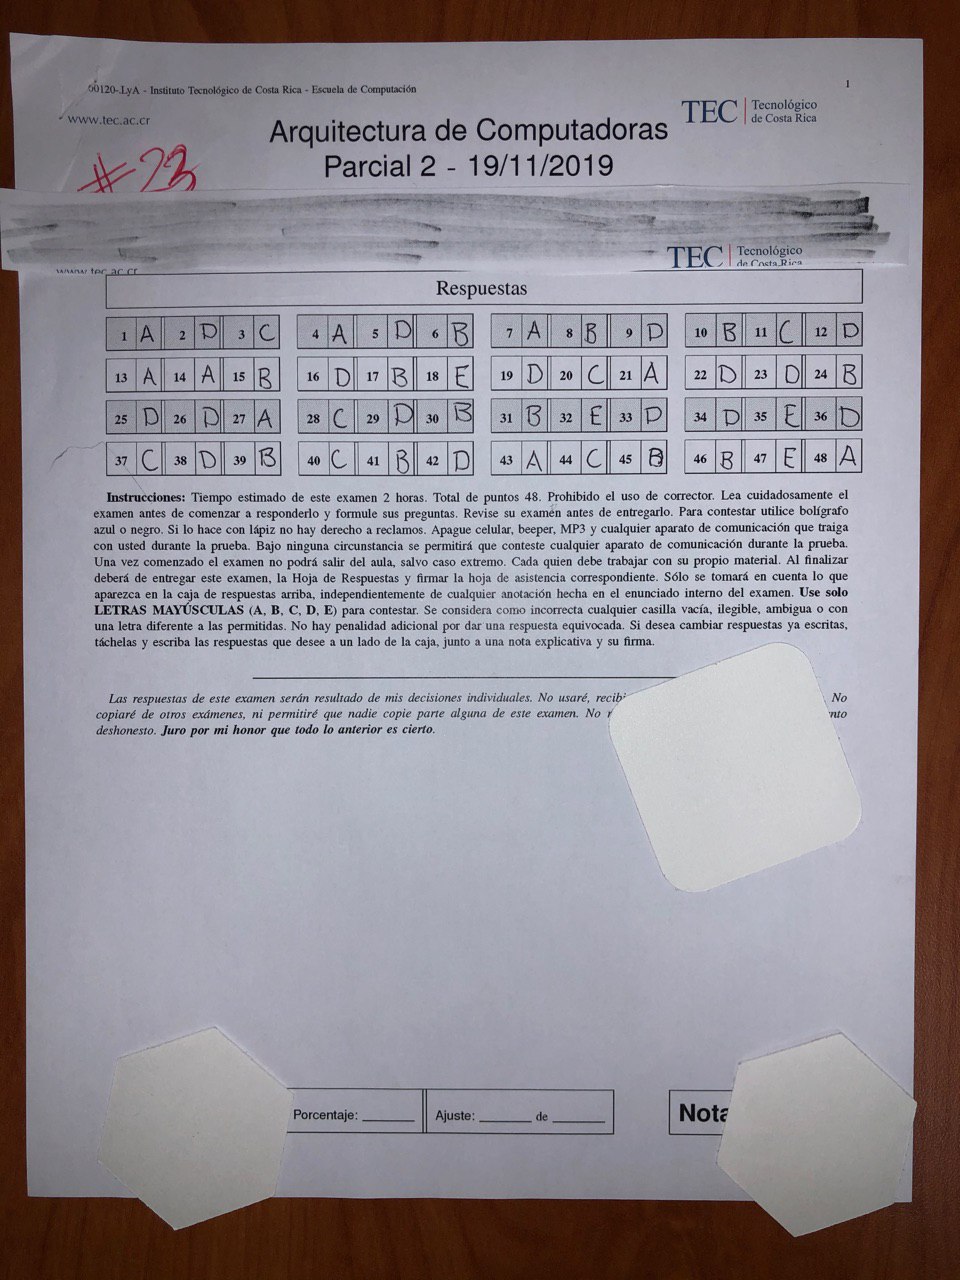 00120-.LyA - Instituto Tecnológico de Costa Rica - Escuela de Computación
1
www.tec.ac.cr
TEC | Tecnológico de Costa Rica
Arquitectura de Computadoras
Parcial 2 - 19/11/2019
#23
TEC | Tecnológico
de Costa Rica
www.tec.ac.cr
Respuestas
1 A 2 D 3 C 4 A 5 D 6 B 7 A 8 B 9 D 10 B 11 C 12 D
13 A 14 A 15 B 16 D 17 B 18 E 19 D 20 C 21 A 22 D 23 D 24 B
25 D 26 D 27 A 28 C 29 D 30 B 31 B 32 E 33 D 34 D 35 E 36 D
37 C 38 D 39 B 40 C 41 B 42 D 43 A 44 C 45 B 46 B 47 E 48 A
Instrucciones: Tiempo estimado de este examen 2 horas. Total de puntos 48. Prohibido el uso de corrector. Lea cuidadosamente el
examen antes de comenzar a responderlo y formule sus preguntas. Revise su examen antes de entregarlo. Para contestar utilice bolígrafo
azul o negro. Si lo hace con lápiz no hay derecho a reclamos. Apague celular, beeper, MP3 y cualquier aparato de comunicación que traiga
con usted durante la prueba. Bajo ninguna circunstancia se permitirá que conteste cualquier aparato de comunicación durante la prueba.
Una vez comenzado el examen no podrá salir del aula, salvo caso extremo. Cada quien debe trabajar con su propio material. Al finalizar
deberá de entregar este examen, la Hoja de Respuestas y firmar la hoja de asistencia correspondiente. Sólo se tomará en cuenta lo que
aparezca en la caja de respuestas arriba, independientemente de cualquier anotación hecha en el enunciado interno del examen. Use solo
LETRAS MAYÚSCULAS (A, B, C, D, E) para contestar. Se considera como incorrecta cualquier casilla vacía, ilegible, ambigua o con
una letra diferente a las permitidas. No hay penalidad adicional por dar una respuesta equivocada. Si desea cambiar respuestas ya escritas,
táchelas y escriba las respuestas que desee a un lado de la caja, junto a una nota explicativa y su firma.
Las respuestas de este examen serán resultado de mis decisiones individuales. No usaré, No
copiaré de otros exámenes, ni permitiré que nadie copie parte alguna de este examen. No
deshonesto. Juro por mi honor que todo lo anterior es cierto.
Porcentaje: ______ Ajuste: ______ de ______ Nota